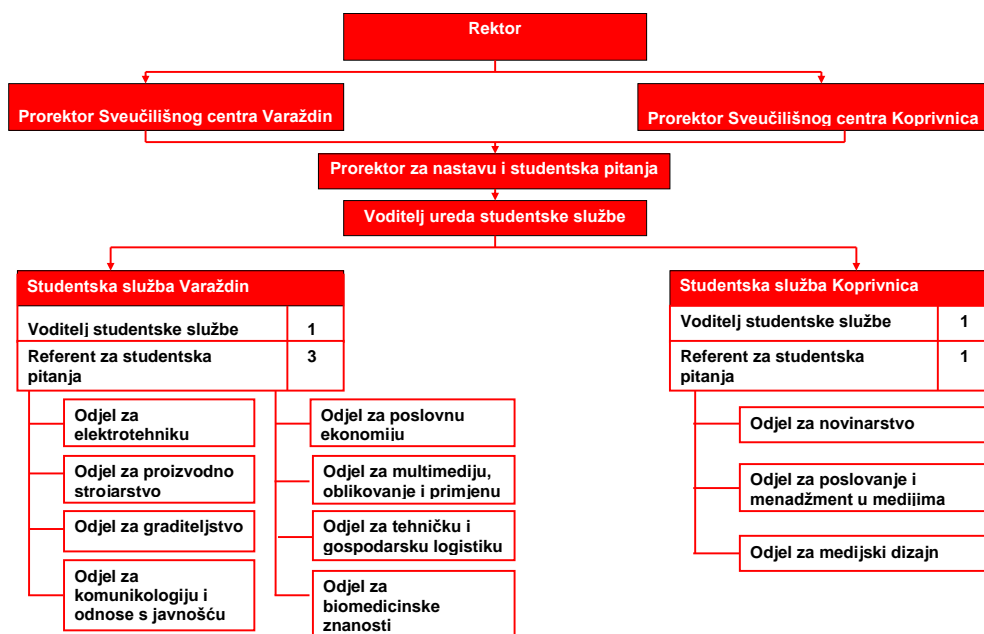 Rektor
Prorektor Sveučilišnog centra Varaždin
Prorektor Sveučilišnog centra Koprivnica
Prorektor za nastavu i studentska pitanja
Voditelj ureda studentske službe
Studentska služba Varaždin
Voditelj studentske službe 1
Referent za studentska
pitanja
3
Odjel za
elektrotehniku
Odjel za proizvodno
strojarstvo
Odjel za graditeljstvo
Odjel za
komunikologiju i
odnose s javnošću
Odjel za poslovnu
ekonomiju
Odjel za multimediju,
oblikovanje i primjenu
Odjel za tehničku i
gospodarsku logistiku
Odjel za
biomedicinske
znanosti
Studentska služba Koprivnica
Voditelj studentske službe 1
Referent za studentska
pitanja
1
Odjel za novinarstvo
Odjel za poslovanje i
menadžment u medijima
Odjel za medijski dizajn